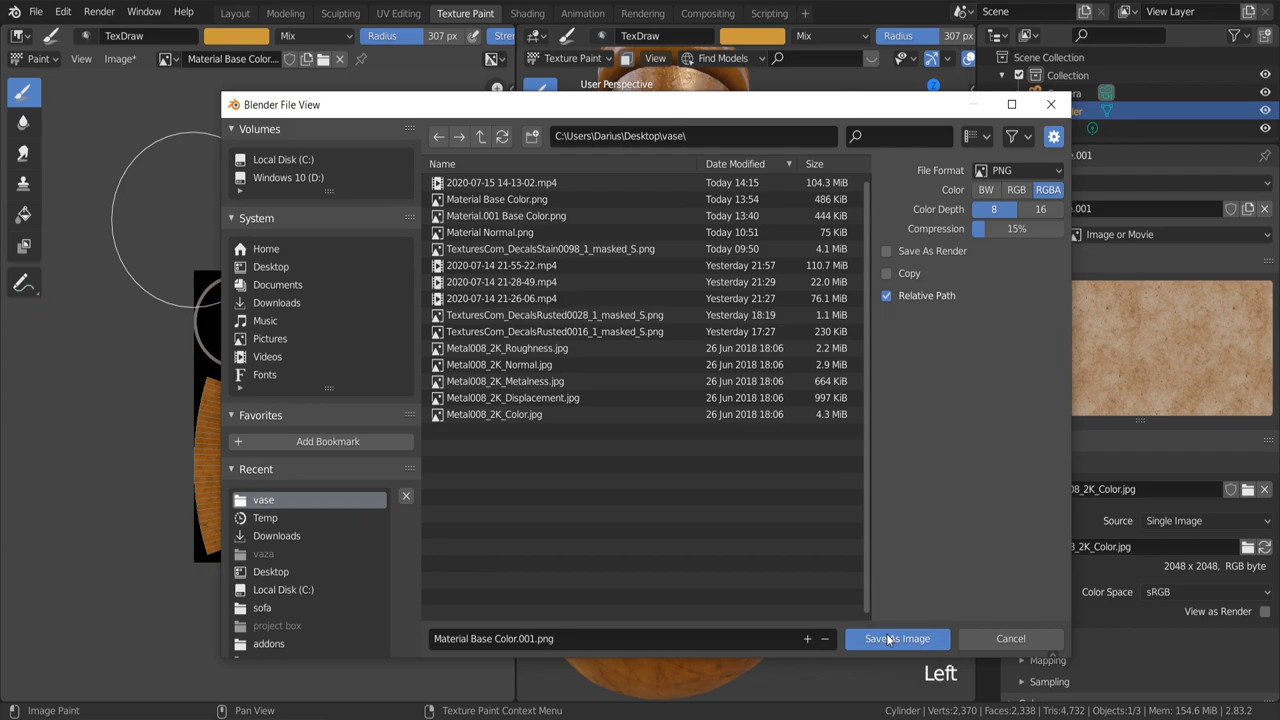 File Edit Render Window Help Layout Modeling Sculpting UV Editing Texture Paint Shading Animation Rendering Compositing Scripting Scene View Layer
TexDraw Mix Radius 307 px TexDraw Mix Radius 307 px
Paint View Image* Material Base Color... Texture Paint View Find Models
Scene Collection
Collection
User Perspective
Blender File View
Volumes
Local Disk (C:)
Windows 10 (D:)
System
Home
Desktop
Documents
Downloads
Music
Pictures
Videos
Fonts
Favorites
Add Bookmark
Recent
vase
Temp
Downloads
vaza
Desktop
Local Disk (C:)
sofa
project box
addons
C:\Users\Darius\Desktop\vase\
Name Date Modified Size
2020-07-15 14-13-02.mp4 Today 14:15 104.3 MiB
Material Base Color.png Today 13:54 486 KiB
Material.001 Base Color.png Today 13:40 444 KiB
Material Normal.png Today 10:51 75 KiB
TexturesCom_DecalsStain0098_1_masked_S.png Today 09:50 4.1 MiB
2020-07-14 21-55-22.mp4 Yesterday 21:57 110.7 MiB
2020-07-14 21-28-49.mp4 Yesterday 21:29 22.0 MiB
2020-07-14 21-26-06.mp4 Yesterday 21:27 76.1 MiB
TexturesCom_DecalsRusted0028_1_masked_S.png Yesterday 18:19 1.1 MiB
TexturesCom_DecalsRusted0016_1_masked_S.png Yesterday 17:27 230 KiB
Metal008_2K_Roughness.jpg 26 Jun 2018 18:06 2.2 MiB
Metal008_2K_Normal.jpg 26 Jun 2018 18:06 2.9 MiB
Metal008_2K_Metalness.jpg 26 Jun 2018 18:06 664 KiB
Metal008_2K_Displacement.jpg 26 Jun 2018 18:06 997 KiB
Metal008_2K_Color.jpg 26 Jun 2018 18:06 4.3 MiB
File Format PNG
Color BW RGB RGBA
Color Depth 8 16
Compression 15%
Save As Render
Copy
Relative Path
Material Base Color.001.png Save As Image Cancel
Left
e.001
.001
Image or Movie
8_2K_Color.jpg
Source Single Image
8_2K_Color.jpg
2048 x 2048, RGB byte
Color Space sRGB
View as Render
Mapping
Sampling
Image Paint Pan View Texture Paint Context Menu Cylinder | Verts:2,370 | Faces:2,338 | Tris:4,732 | Objects:1/3 | Mem: 154.6 MiB | 2.83.2